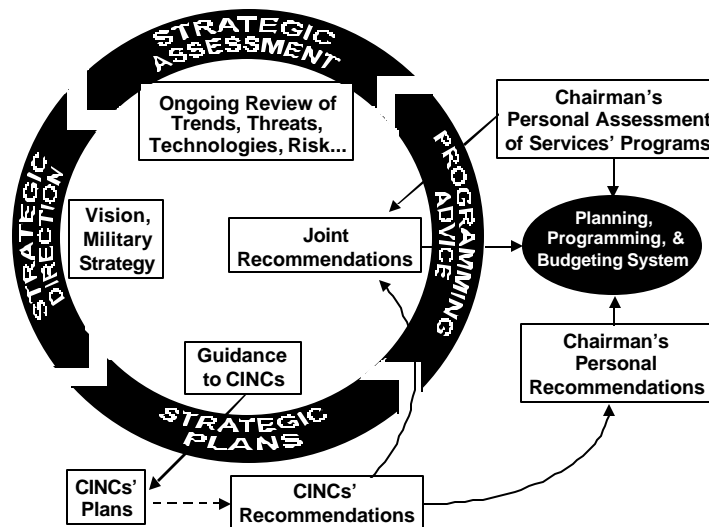 STRATEGIC
ASSESSMENT
Ongoing Review of
Trends, Threats,
Technologies, Risk...
Chairman's
Personal Assessment
of Services' Programs
STRATEGIC
DIRECTION
Vision,
Military
Strategy
Joint
Recommendations
PROGRAMMING
ADVICE
Planning,
Programming, &
Budgeting System
Guidance
to CINCs
Chairman's
Personal
Recommendations
STRATEGIC
PLANS
CINCs'
Plans
CINCs'
Recommendations